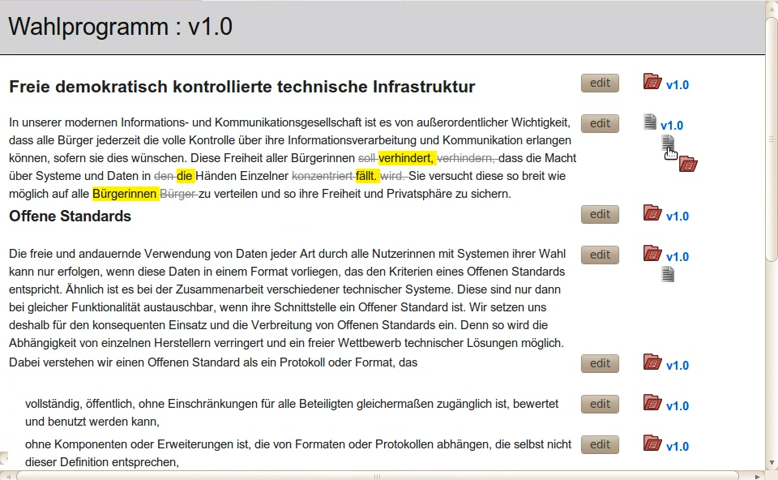 Wahlprogramm : v1.0
Freie demokratisch kontrollierte technische Infrastruktur
edit
v1.0
In unserer modernen Informations- und Kommunikationsgesellschaft ist es von außerordentlicher Wichtigkeit,
edit
v1.0
dass alle Bürger jederzeit die volle Kontrolle über ihre Informationsverarbeitung und Kommunikation erlangen
können, sofern sie dies wünschen. Diese Freiheit aller Bürgerinnen soll verhindert, verhindern, dass die Macht
über Systeme und Daten in den die Händen Einzelner konzentriert fällt. wird. Sie versucht diese so breit wie
möglich auf alle Bürgerinnen Bürger zu verteilen und so ihre Freiheit und Privatsphäre zu sichern.
Offene Standards
edit
v1.0
Die freie und andauernde Verwendung von Daten jeder Art durch alle Nutzerinnen mit Systemen ihrer Wahl
edit
v1.0
kann nur erfolgen, wenn diese Daten in einem Format vorliegen, das den Kriterien eines Offenen Standards
entspricht. Ähnlich ist es bei der Zusammenarbeit verschiedener technischer Systeme. Diese sind nur dann
bei gleicher Funktionalität austauschbar, wenn ihre Schnittstelle ein Offener Standard ist. Wir setzen uns
deshalb für den konsequenten Einsatz und die Verbreitung von Offenen Standards ein. Denn so wird die
Abhängigkeit von einzelnen Herstellern verringert und ein freier Wettbewerb technischer Lösungen möglich.
Dabei verstehen wir einen Offenen Standard als ein Protokoll oder Format, das
edit
v1.0
vollständig, öffentlich, ohne Einschränkungen für alle Beteiligten gleichermaßen zugänglich ist, bewertet
edit
v1.0
und benutzt werden kann,
ohne Komponenten oder Erweiterungen ist, die von Formaten oder Protokollen abhängen, die selbst nicht
edit
v1.0
dieser Definition entsprechen,